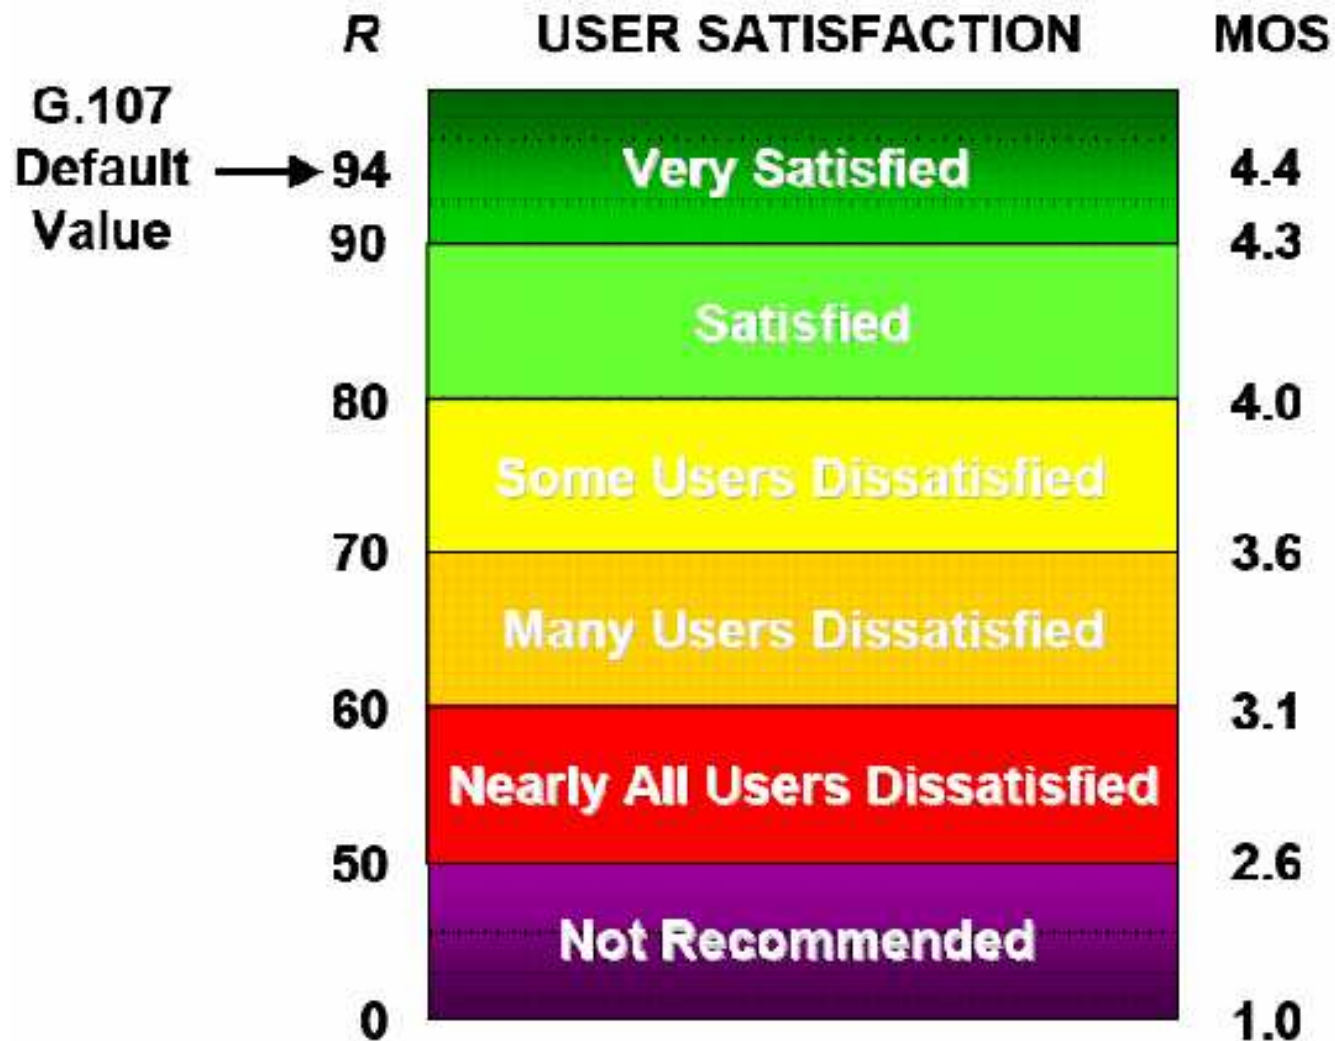 R USER SATISFACTION MOS
G.107
Default
Value
94 Very Satisfied 4.4
90 4.3
Satisfied
80 4.0
Some Users Dissatisfied
70 3.6
Many Users Dissatisfied
60 3.1
Nearly All Users Dissatisfied
50 2.6
Not Recommended
0 1.0